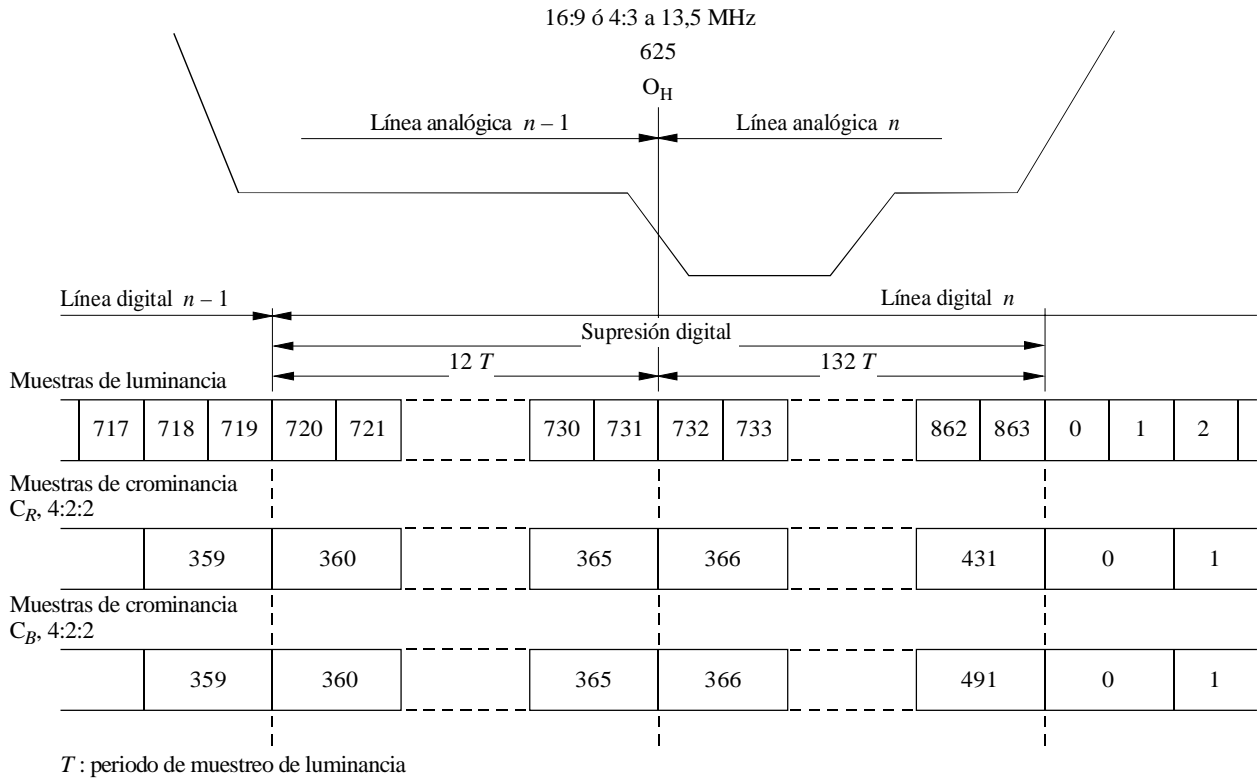 16:9 ó 4:3 a 13,5 MHz
625
O_H
Línea analógica n – 1
Línea analógica n
Línea digital n – 1
Línea digital n
Supresión digital
12 T
132 T
Muestras de luminancia
717 718 719 720 721 730 731 732 733 862 863 0 1 2
Muestras de crominancia
C_R, 4:2:2
359 360 365 366 431 0 1
Muestras de crominancia
C_B, 4:2:2
359 360 365 366 491 0 1
T : periodo de muestreo de luminancia